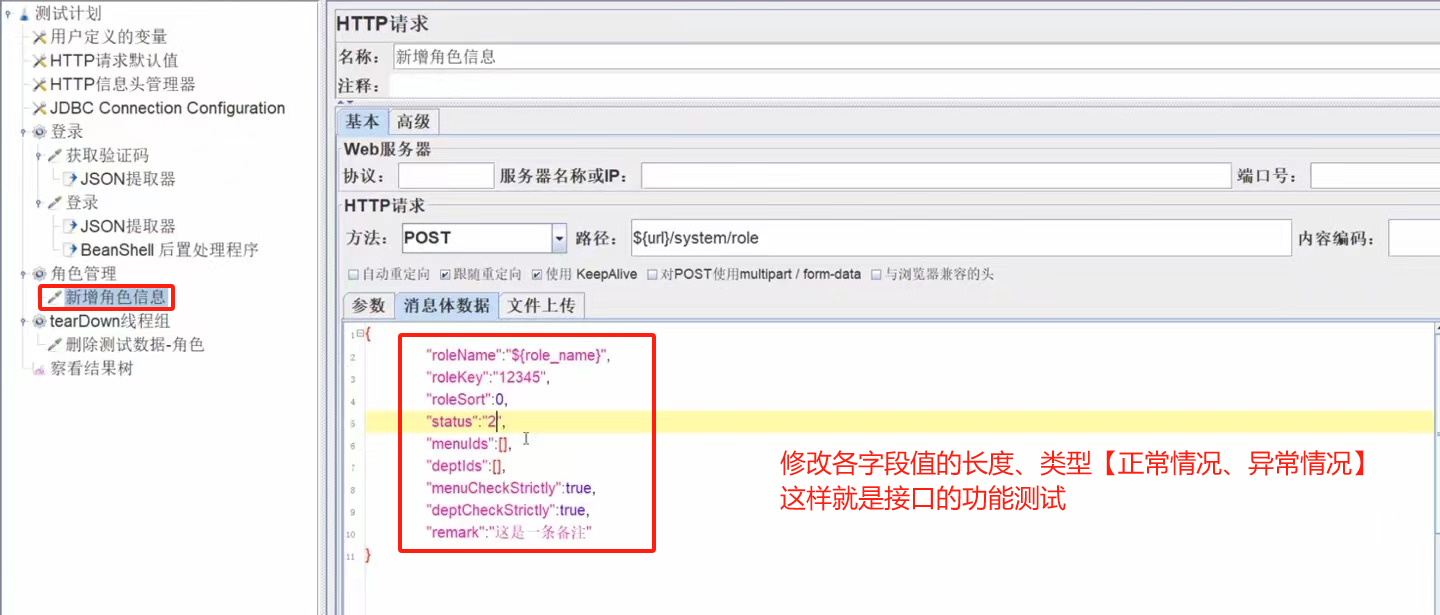 测试计划
用户定义的变量
HTTP请求默认值
HTTP信息头管理器
JDBC Connection Configuration
登录
获取验证码
JSON提取器
登录
JSON提取器
BeanShell 后置处理程序
角色管理
新增角色信息
tearDown线程组
删除测试数据-角色
察看结果树
HTTP请求
名称： 新增角色信息
注释：
基本 高级
Web服务器
协议： 服务器名称或IP： 端口号：
HTTP请求
方法： POST 路径： ${url}/system/role 内容编码：
自动重定向 跟随重定向 使用 KeepAlive 对POST使用multipart / form-data 与浏览器兼容的头
参数 消息体数据 文件上传
1 {
2 "roleName":"${role_name}",
3 "roleKey":"12345",
4 "roleSort":0,
5 "status":"2",
6 "menuIds":[],
7 "deptIds":[],
8 "menuCheckStrictly":true,
9 "deptCheckStrictly":true,
10 "remark":"这是一条备注"
11 }
修改各字段值的长度、类型【正常情况、异常情况】
这样就是接口的功能测试